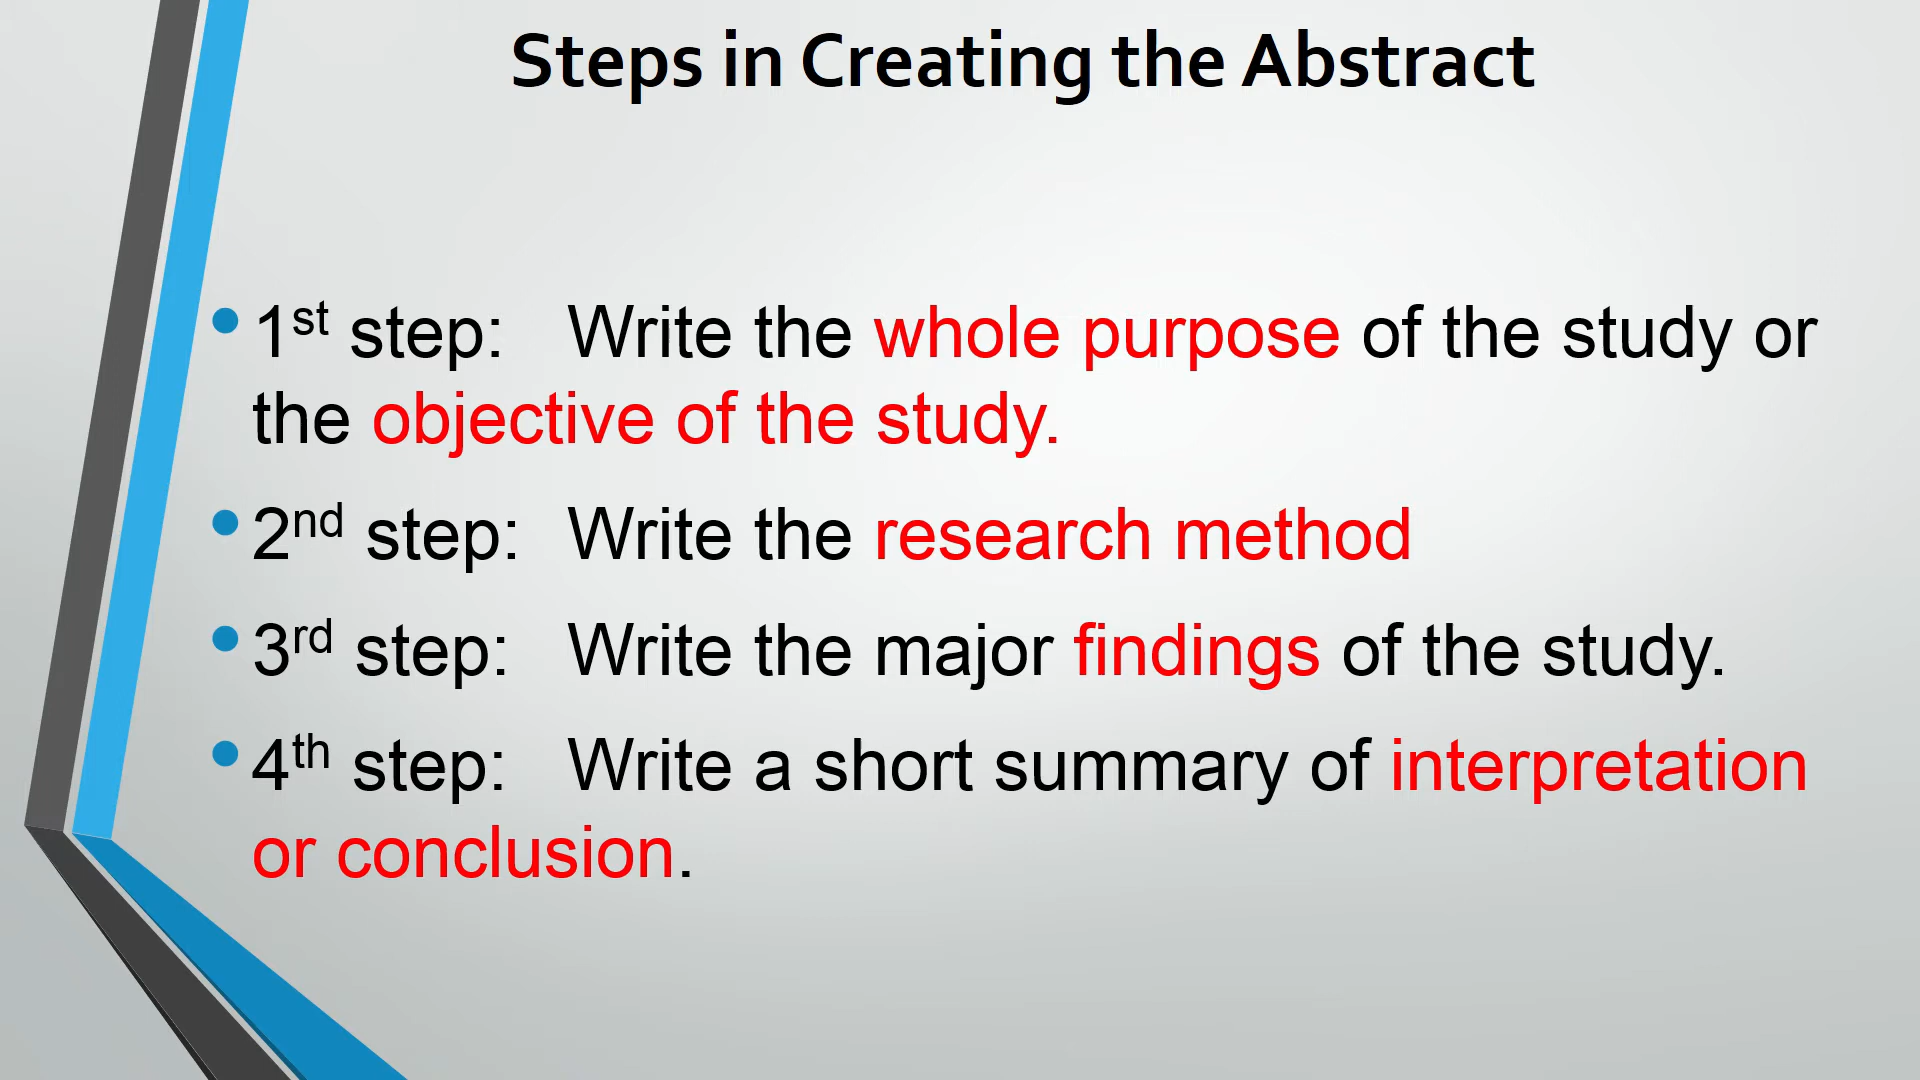 Steps in Creating the Abstract
• 1st step: Write the whole purpose of the study or
the objective of the study.
• 2nd step: Write the research method
• 3rd step: Write the major findings of the study.
• 4th step: Write a short summary of interpretation
or conclusion.